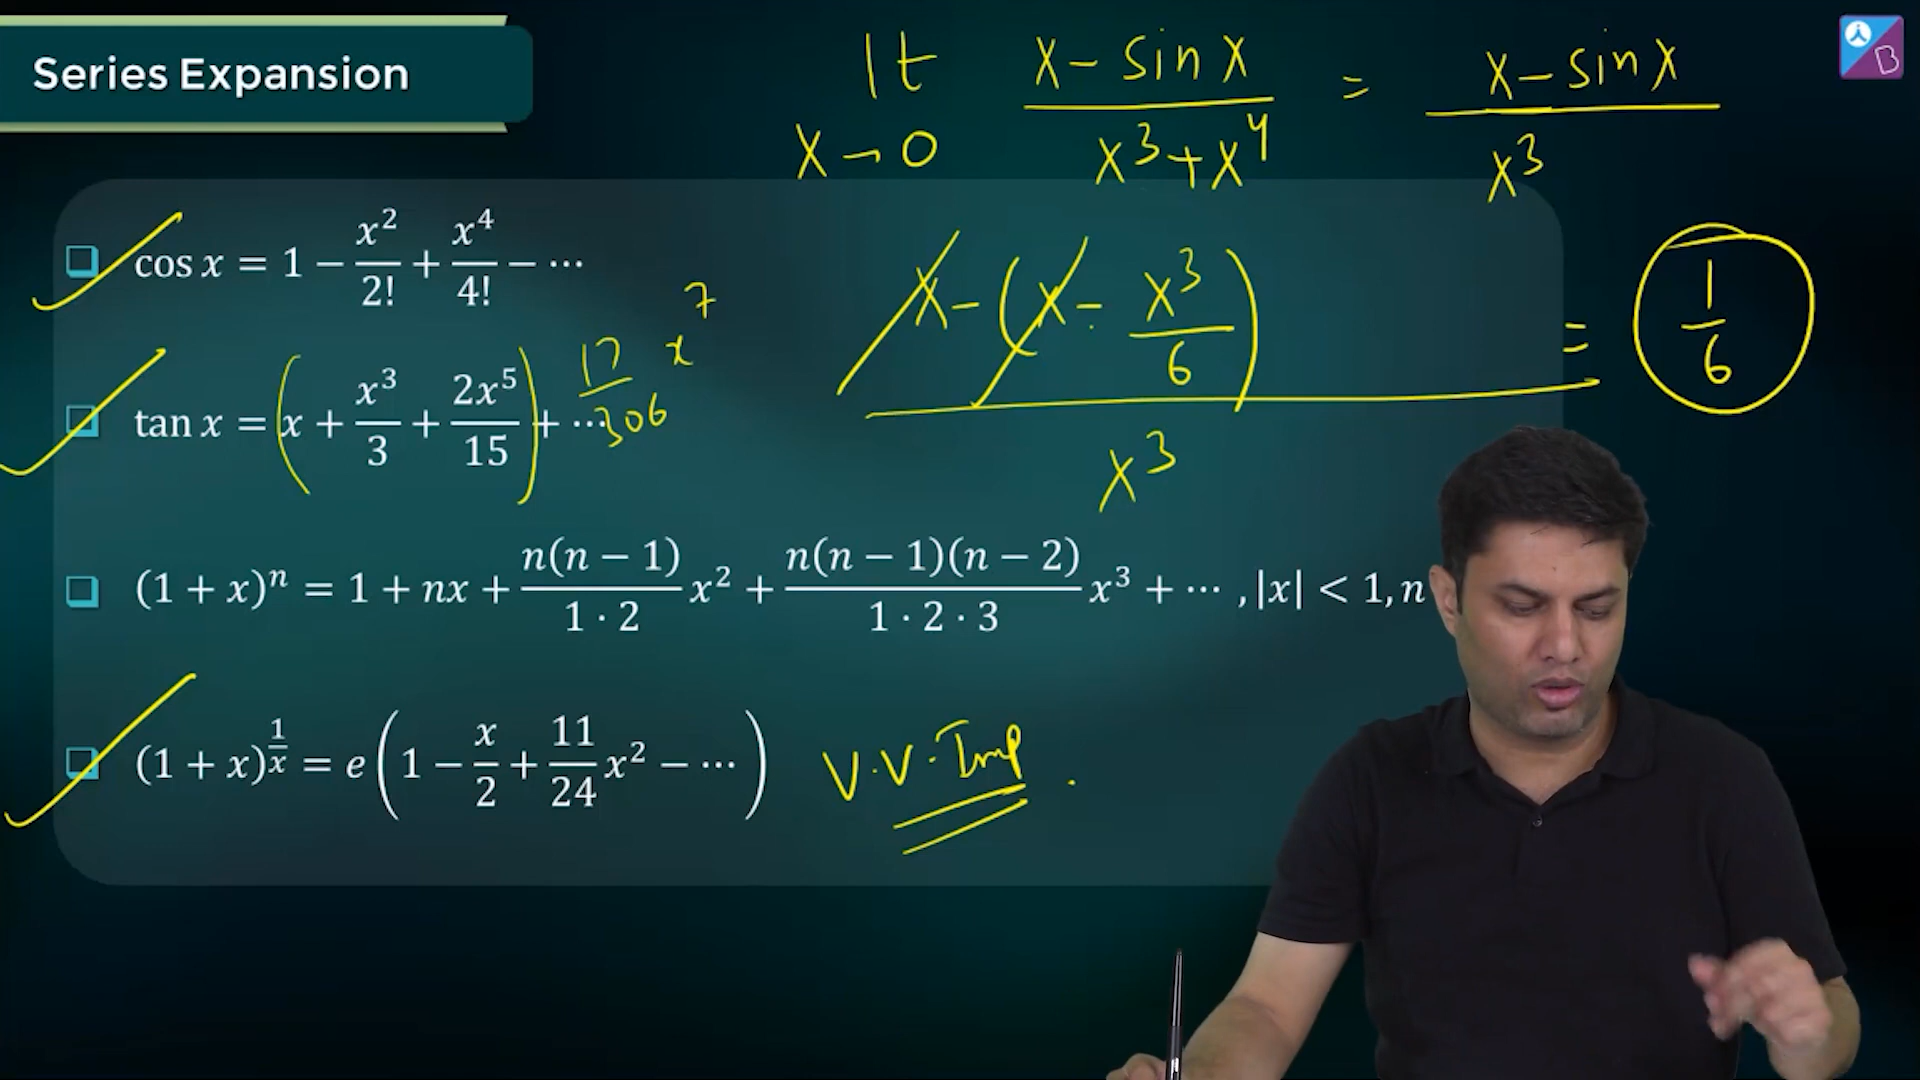 Series Expansion
lt x→0 x - sin x / x³ + x⁴ = x - sin x / x³
cos x = 1 − x²/2! + x⁴/4! − ⋯
x - (x - x³/6) / x³ = 1/6
tan x = (x + x³/3 + 2x⁵/15) + ⋯ 17/306 x⁷
(1 + x)ⁿ = 1 + nx + n(n − 1)/1 · 2 x² + n(n − 1)(n − 2)/1 · 2 · 3 x³ + ⋯ , |x| < 1, n
(1 + x)^(1/x) = e(1 − x/2 + 11/24 x² − ⋯) V.V.Imp.
B